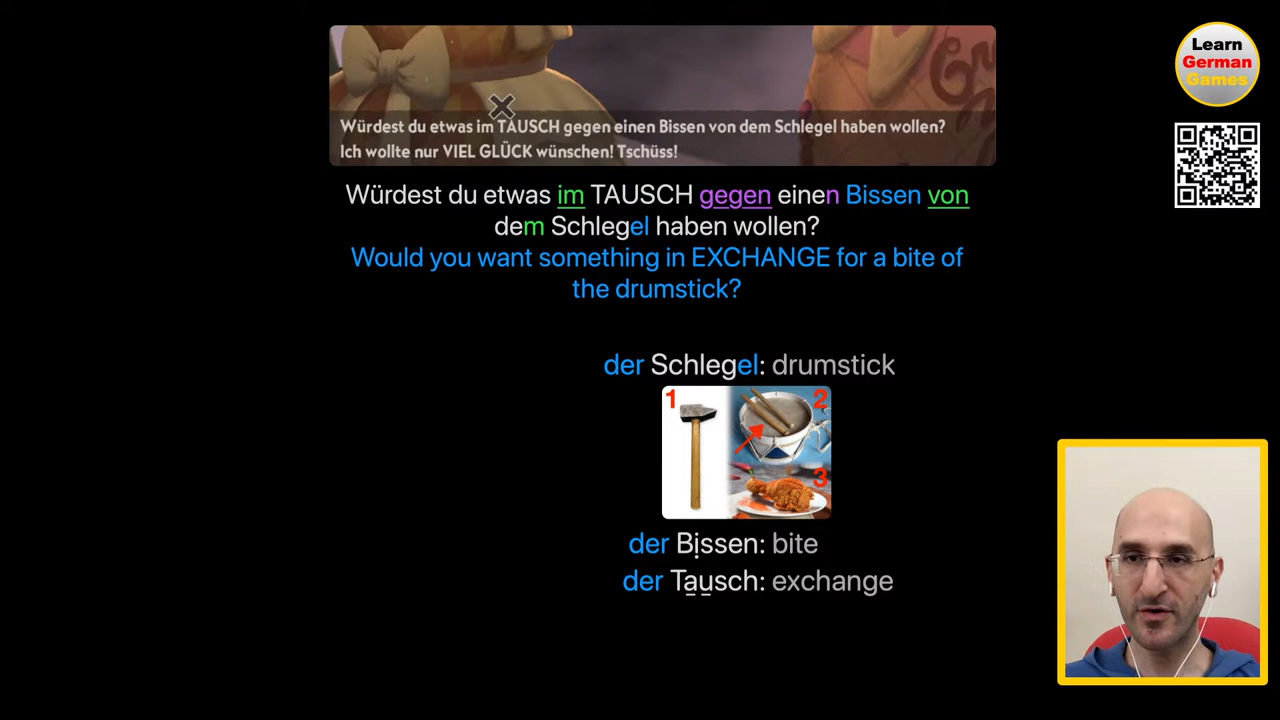 Learn
German
Games
Würdest du etwas im TAUSCH gegen einen Bissen von dem Schlegel haben wollen?
Ich wollte nur VIEL GLÜCK wünschen! Tschüss!
Würdest du etwas im TAUSCH gegen einen Bissen von
dem Schlegel haben wollen?
Would you want something in EXCHANGE for a bite of
the drumstick?
der Schlegel: drumstick
1
2
3
der Bịssen: bite
der Ta̲u̲sch: exchange